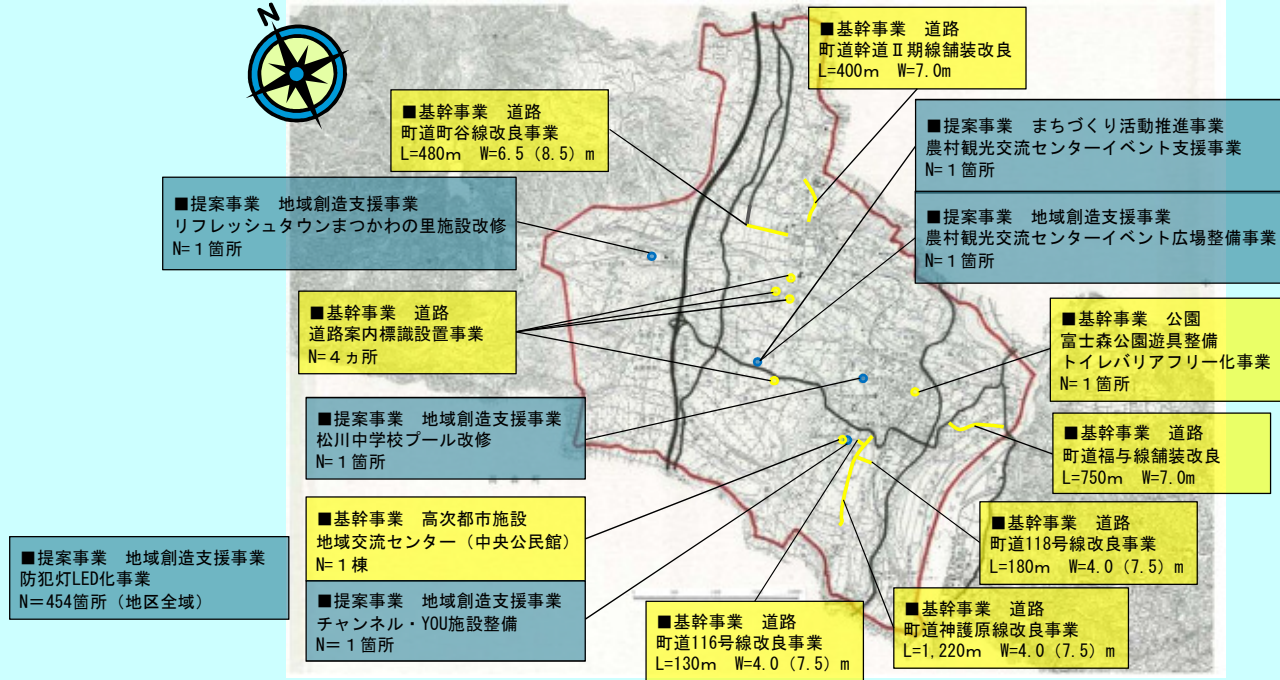 N
■基幹事業 道路
町道幹道Ⅱ期線舗装改良
L=400m W=7.0m
■基幹事業 道路
町道町谷線改良事業
L=480m W=6.5(8.5)m
■提案事業 まちづくり活動推進事業
農村観光交流センターイベント支援事業
N=1箇所
■提案事業 地域創造支援事業
リフレッシュタウンまつかわの里施設改修
N=1箇所
■提案事業 地域創造支援事業
農村観光交流センターイベント広場整備事業
N=1箇所
■基幹事業 道路
道路案内標識設置事業
N=4ヵ所
■基幹事業 公園
富士森公園遊具整備
トイレバリアフリー化事業
N=1箇所
■提案事業 地域創造支援事業
松川中学校プール改修
N=1箇所
■基幹事業 道路
町道福与線舗装改良
L=750m W=7.0m
■基幹事業 高次都市施設
地域交流センター(中央公民館)
N=1棟
■基幹事業 道路
町道118号線改良事業
L=180m W=4.0(7.5)m
■提案事業 地域創造支援事業
防犯灯LED化事業
N=454箇所(地区全域)
■提案事業 地域創造支援事業
チャンネル・YOU施設整備
N=1箇所
■基幹事業 道路
町道116号線改良事業
L=130m W=4.0(7.5)m
■基幹事業 道路
町道神護原線改良事業
L=1,220m W=4.0(7.5)m